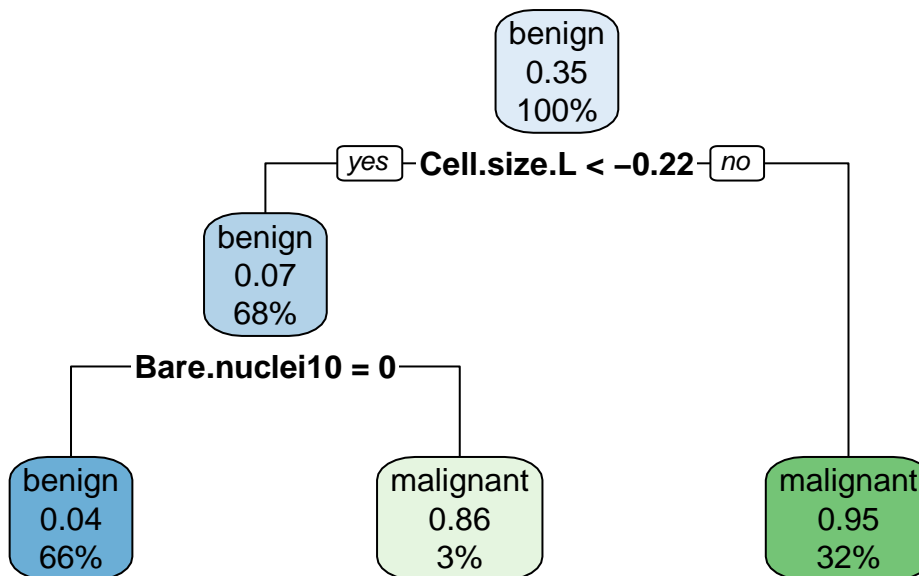 benign
0.35
100%
yes Cell.size.L < −0.22 no
benign
0.07
68%
Bare.nuclei10 = 0
benign
0.04
66%
malignant
0.86
3%
malignant
0.95
32%